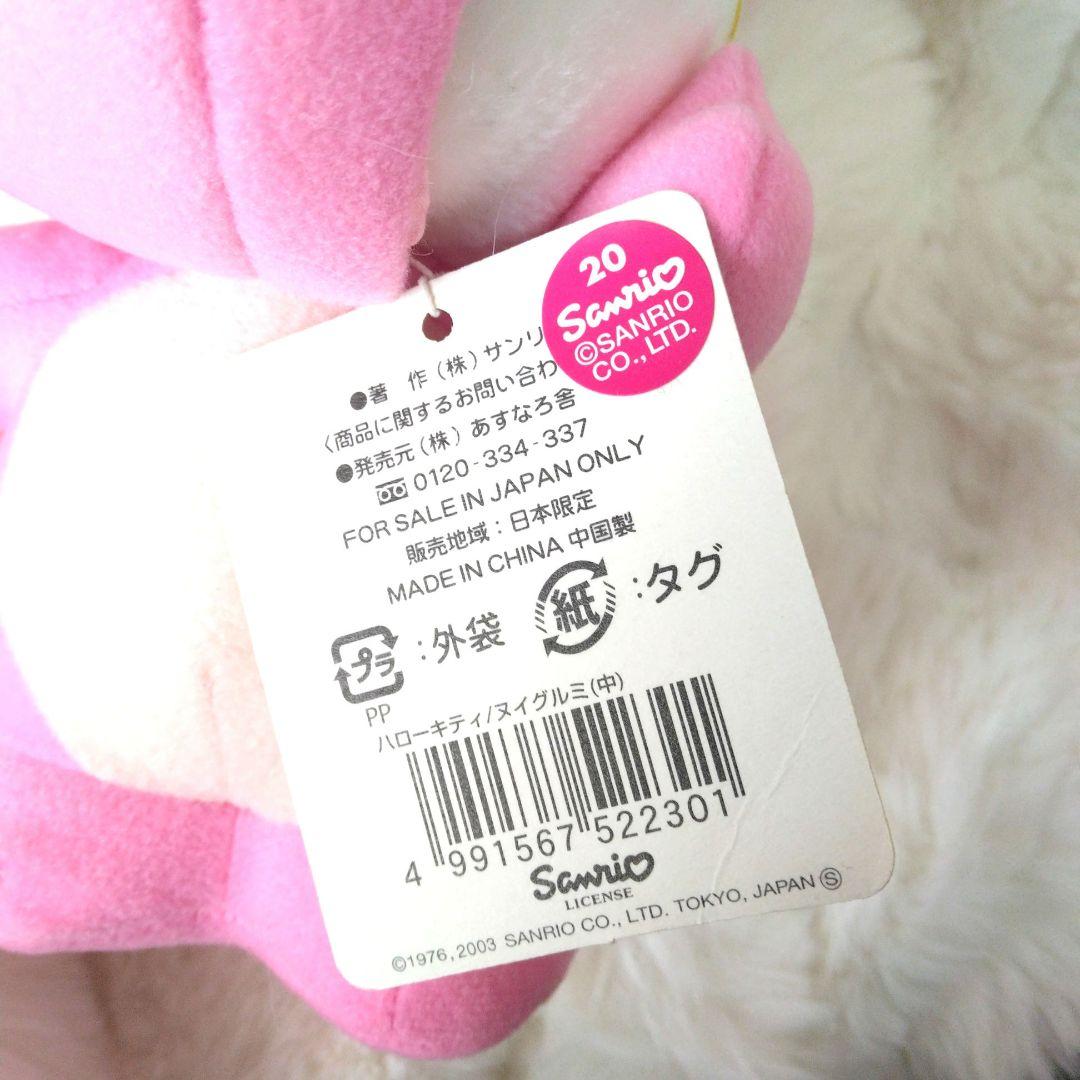 20
Sanrio
©SANRIO
CO., LTD.
●著　作 (株) サンリ
〈商品に関するお問い合わ
●発売元 (株) あすなろ舎
0120-334-337
FOR SALE IN JAPAN ONLY
販売地域：日本限定
MADE IN CHINA 中国製
プラ :外袋
PP
紙 :タグ
ハローキティ/ヌイグルミ(中)
4 991567 522301
Sanrio
LICENSE
©1976, 2003 SANRIO CO., LTD. TOKYO, JAPAN Ⓢ